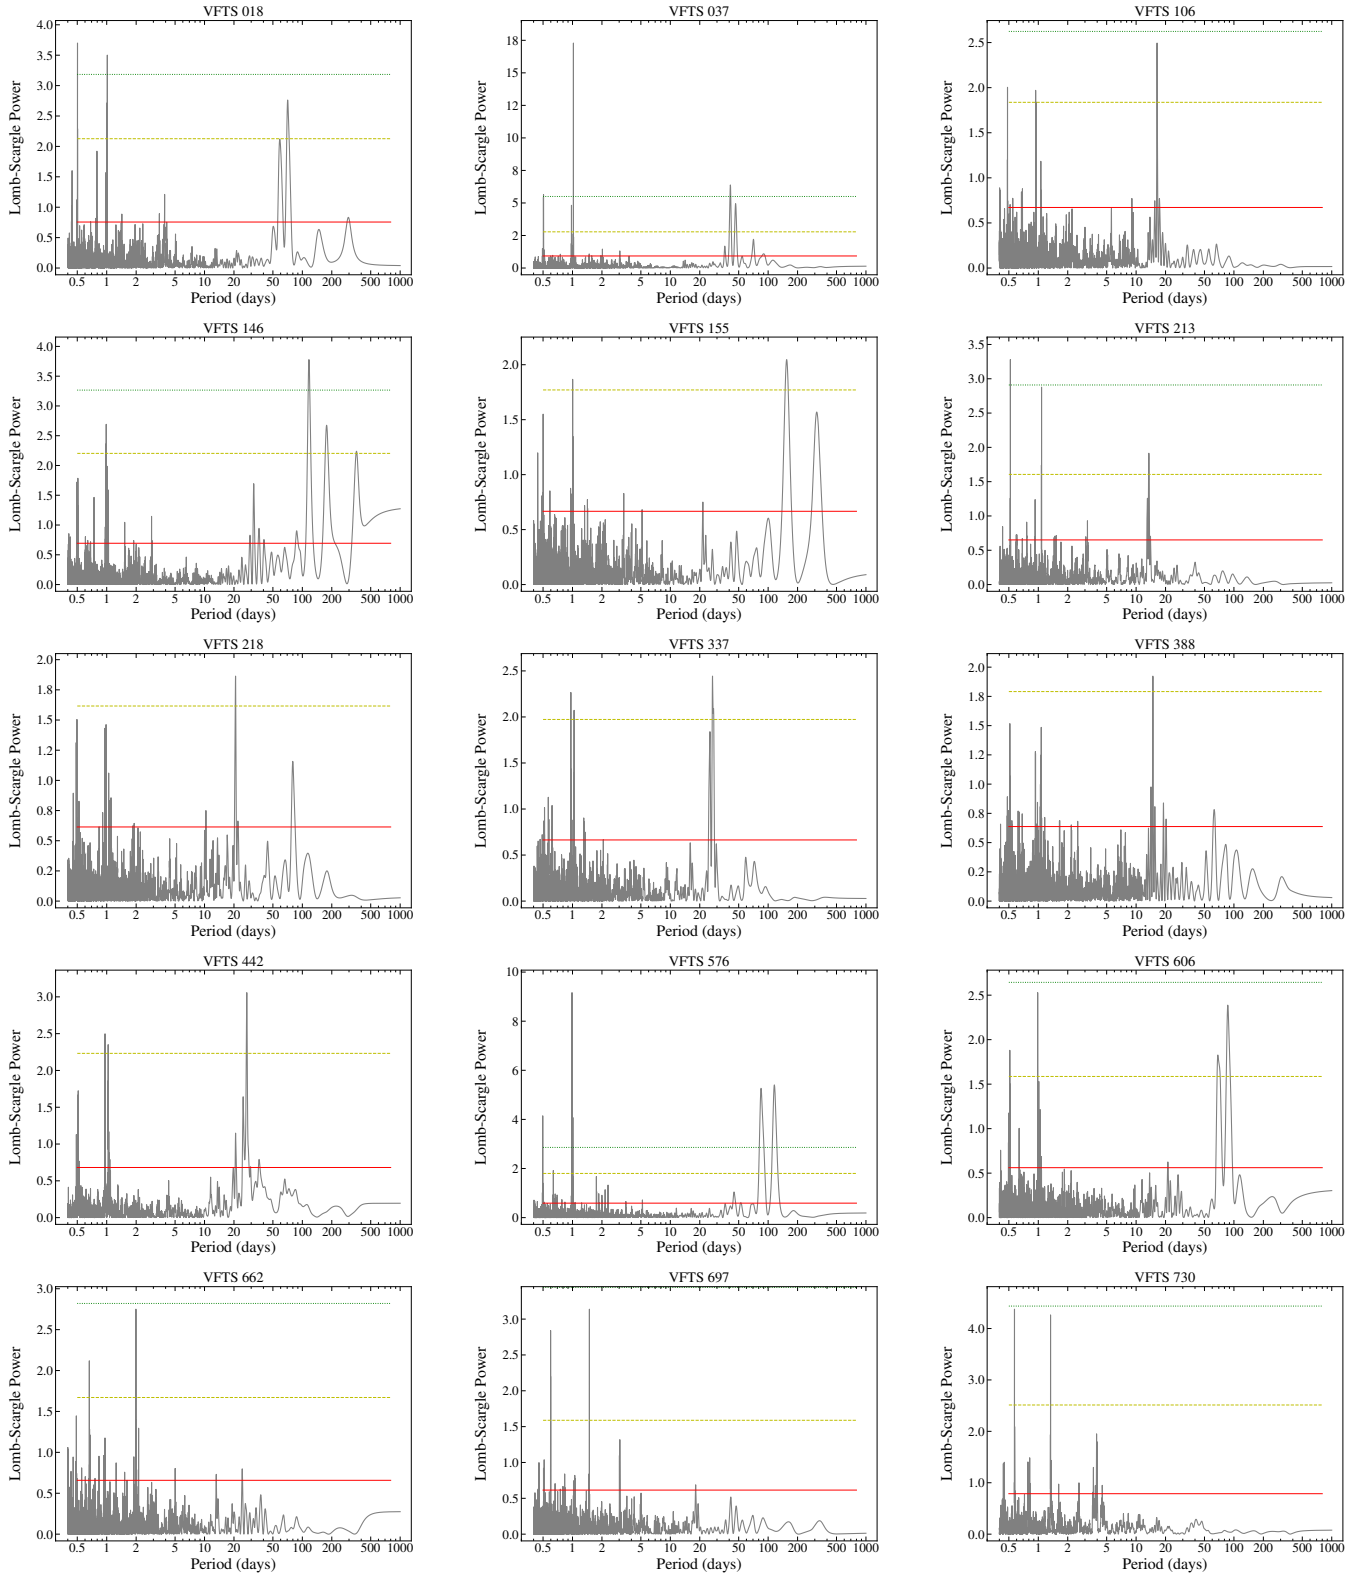 VFTS 018 VFTS 037 VFTS 106
Lomb-Scargle Power 4.0 3.5 3.0 2.5 2.0 1.5 1.0 0.5 0.0
Lomb-Scargle Power 18 15 12 10 8 5 2 0
Lomb-Scargle Power 2.5 2.0 1.5 1.0 0.5 0.0
0.5 1 2 5 10 20 50 100 200 500 1000 0.5 1 2 5 10 20 50 100 200 500 1000 0.5 1 2 5 10 20 50 100 200 500 1000
Period (days) Period (days) Period (days)
VFTS 146 VFTS 155 VFTS 213
Lomb-Scargle Power 4.0 3.5 3.0 2.5 2.0 1.5 1.0 0.5 0.0
Lomb-Scargle Power 2.0 1.5 1.0 0.5 0.0
Lomb-Scargle Power 3.5 3.0 2.5 2.0 1.5 1.0 0.5 0.0
0.5 1 2 5 10 20 50 100 200 500 1000 0.5 1 2 5 10 20 50 100 200 500 1000 0.5 1 2 5 10 20 50 100 200 500 1000
Period (days) Period (days) Period (days)
VFTS 218 VFTS 337 VFTS 388
Lomb-Scargle Power 2.0 1.8 1.5 1.2 1.0 0.8 0.5 0.2 0.0
Lomb-Scargle Power 2.5 2.0 1.5 1.0 0.5 0.0
Lomb-Scargle Power 2.0 1.8 1.5 1.2 1.0 0.8 0.5 0.2 0.0
0.5 1 2 5 10 20 50 100 200 500 1000 0.5 1 2 5 10 20 50 100 200 500 1000 0.5 1 2 5 10 20 50 100 200 500 1000
Period (days) Period (days) Period (days)
VFTS 442 VFTS 576 VFTS 606
Lomb-Scargle Power 3.0 2.5 2.0 1.5 1.0 0.5 0.0
Lomb-Scargle Power 10 8 6 4 2 0
Lomb-Scargle Power 2.5 2.0 1.5 1.0 0.5 0.0
0.5 1 2 5 10 20 50 100 200 500 1000 0.5 1 2 5 10 20 50 100 200 500 1000 0.5 1 2 5 10 20 50 100 200 500 1000
Period (days) Period (days) Period (days)
VFTS 662 VFTS 697 VFTS 730
Lomb-Scargle Power 3.0 2.5 2.0 1.5 1.0 0.5 0.0
Lomb-Scargle Power 3.0 2.5 2.0 1.5 1.0 0.5 0.0
Lomb-Scargle Power 4.0 3.0 2.0 1.0 0.0
0.5 1 2 5 10 20 50 100 200 500 1000 0.5 1 2 5 10 20 50 100 200 500 1000 0.5 1 2 5 10 20 50 100 200 500 1000
Period (days) Period (days) Period (days)